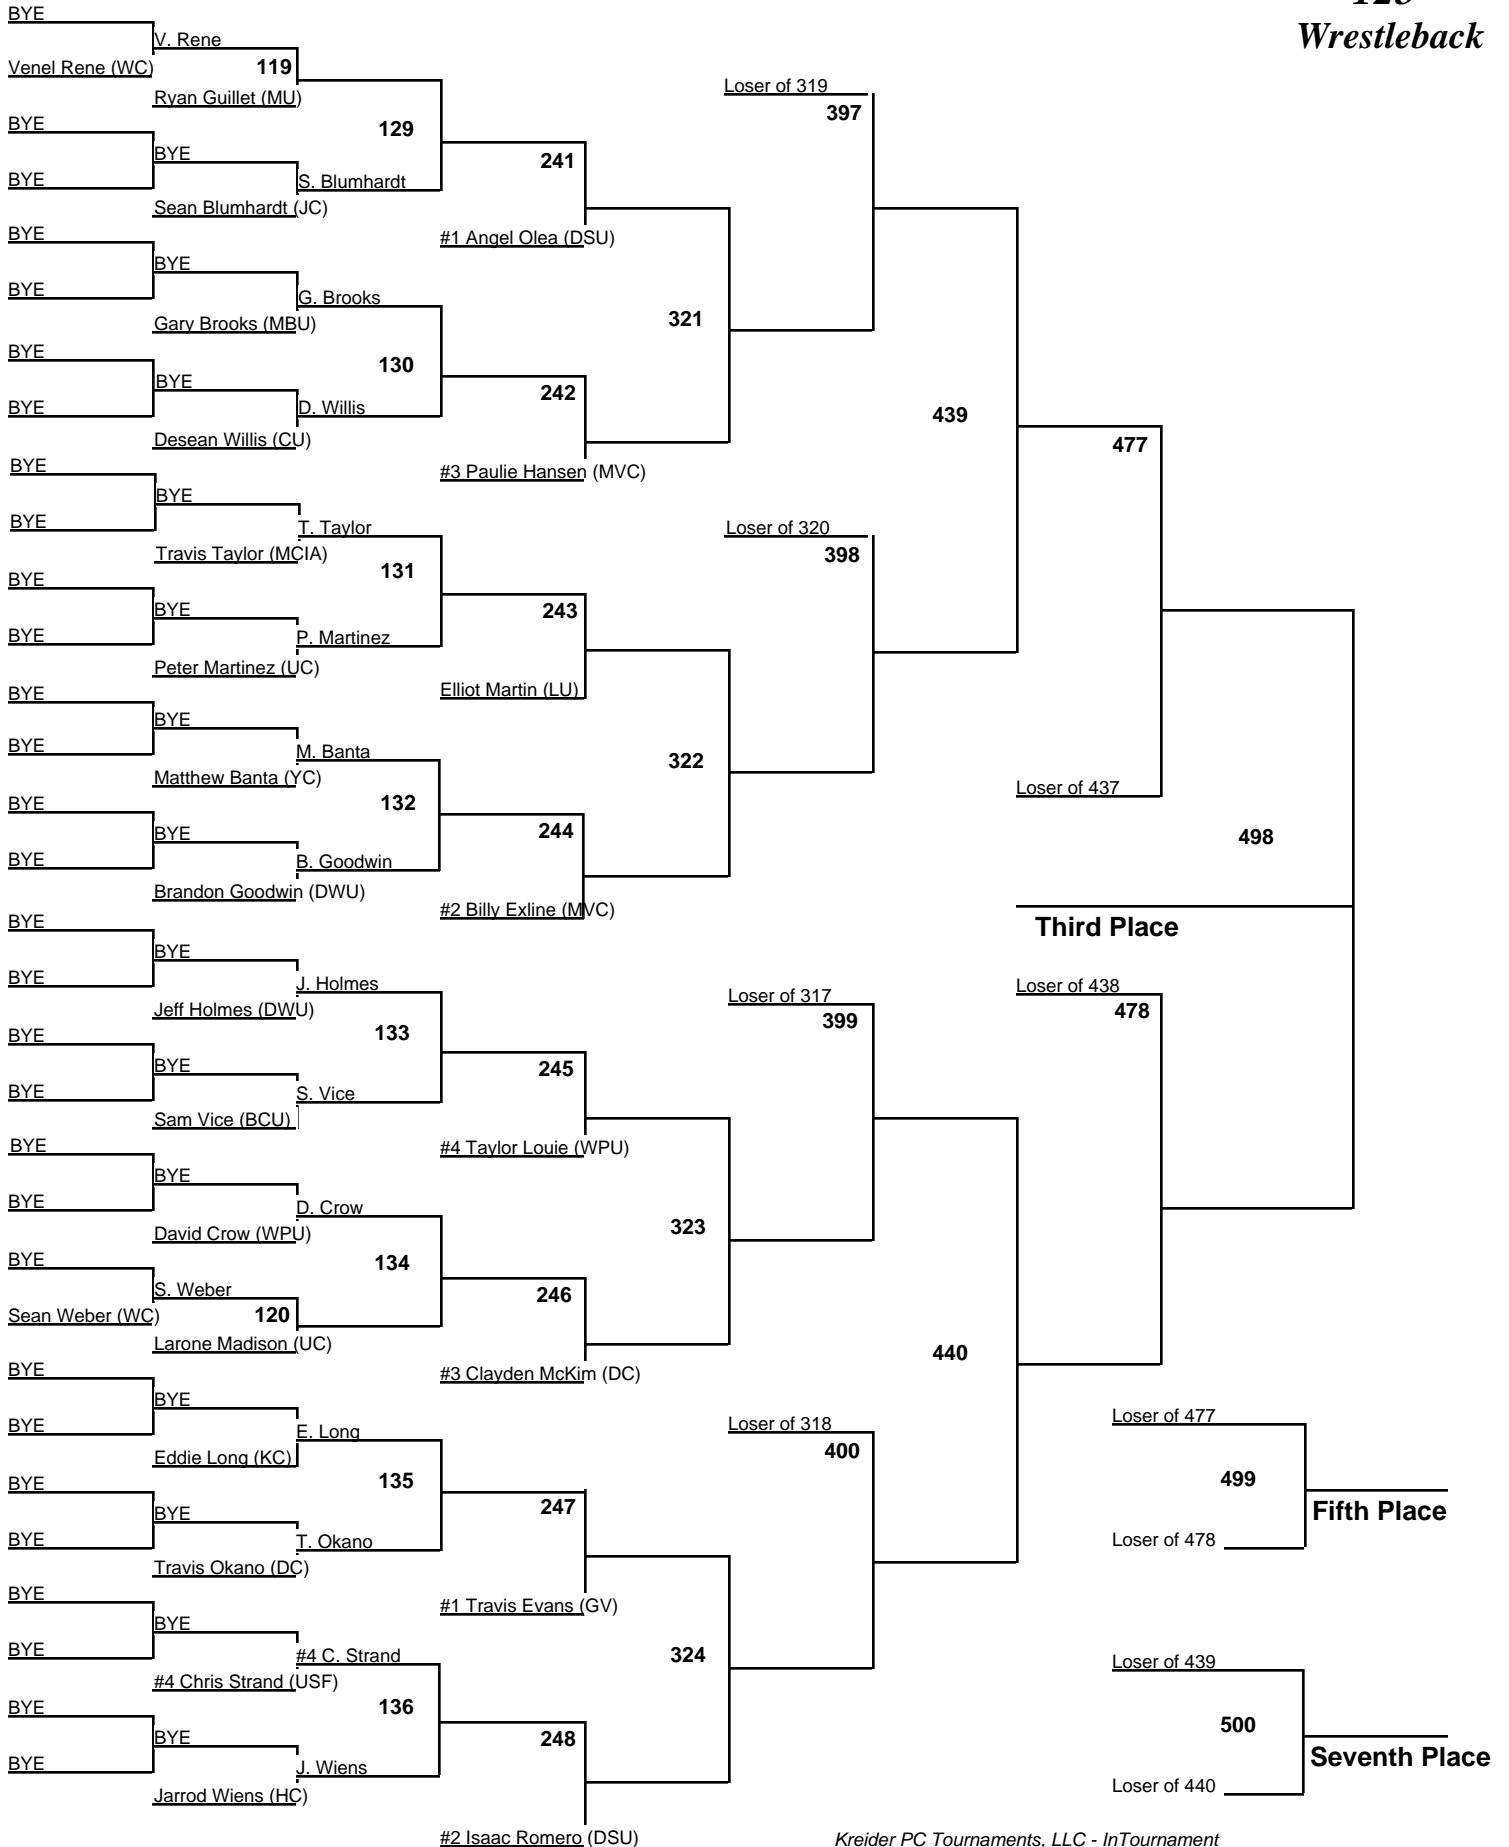 BYE
125
Wrestleback
V. Rene
Venel Rene (WC)
119
Ryan Guillet (MU)
Loser of 319
397
BYE
129
BYE
241
BYE
S. Blumhardt
Sean Blumhardt (JC)
BYE
#1 Angel Olea (DSU)
BYE
BYE
G. Brooks
Gary Brooks (MBU)
321
BYE
130
BYE
242
BYE
D. Willis
439
Desean Willis (CU)
477
BYE
#3 Paulie Hansen (MVC)
BYE
BYE
T. Taylor
Loser of 320
Travis Taylor (MCIA)
398
131
BYE
BYE
243
BYE
P. Martinez
Peter Martinez (UC)
Elliot Martin (LU)
BYE
BYE
BYE
M. Banta
322
Matthew Banta (YC)
Loser of 437
BYE
132
BYE
244
498
BYE
B. Goodwin
Brandon Goodwin (DWU)
#2 Billy Exline (MVC)
BYE
Third Place
BYE
BYE
J. Holmes
Loser of 438
Loser of 317
Jeff Holmes (DWU)
478
399
BYE
133
BYE
245
BYE
S. Vice
Sam Vice (BCU)
BYE
#4 Taylor Louie (WPU)
BYE
BYE
D. Crow
David Crow (WPU)
323
BYE
134
S. Weber
246
Sean Weber (WC)
120
Larone Madison (UC)
440
BYE
#3 Clayden McKim (DC)
BYE
Loser of 477
BYE
E. Long
Loser of 318
Eddie Long (KC)
400
BYE
135
499
BYE
247
Fifth Place
BYE
T. Okano
Loser of 478
Travis Okano (DC)
BYE
#1 Travis Evans (GV)
BYE
BYE
#4 C. Strand
324
Loser of 439
#4 Chris Strand (USF)
BYE
136
500
BYE
248
Seventh Place
BYE
J. Wiens
Loser of 440
Jarrod Wiens (HC)
#2 Isaac Romero (DSU)
Kreider PC Tournaments, LLC - InTournament